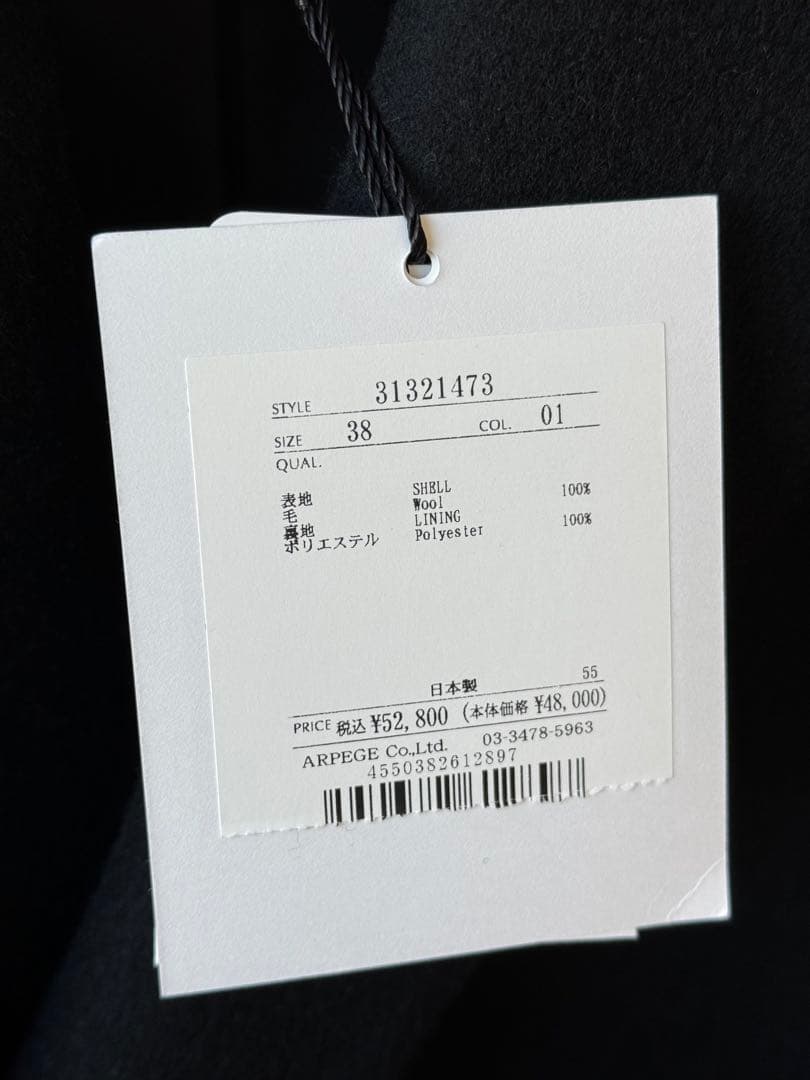 STYLE 31321473
SIZE 38 COL. 01
QUAL.
表地 SHELL 100%
毛 Wool
裏地 LINING 100%
ポリエステル Polyester
日本製 55
PRICE 税込 ¥52,800 (本体価格 ¥48,000)
ARPEGE Co.,Ltd. 03-3478-5963
4550382612897